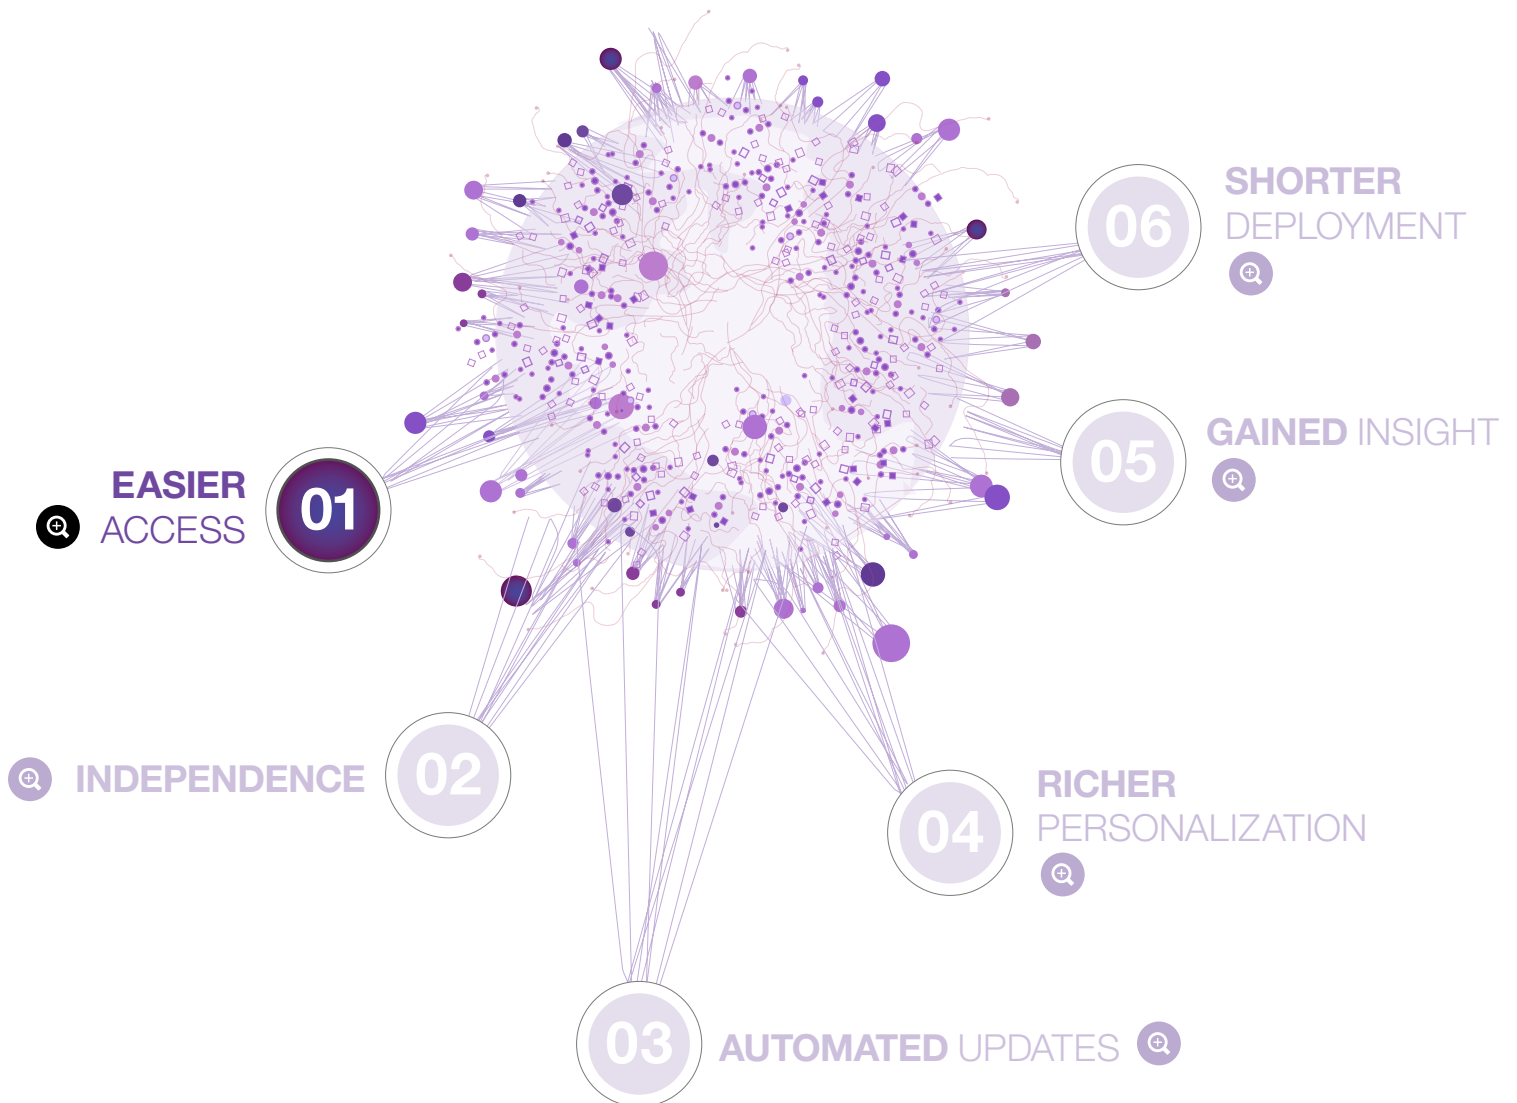 01
EASIER
ACCESS
02
INDEPENDENCE
03
AUTOMATED UPDATES
04
RICHER
PERSONALIZATION
05
GAINED INSIGHT
06
SHORTER
DEPLOYMENT